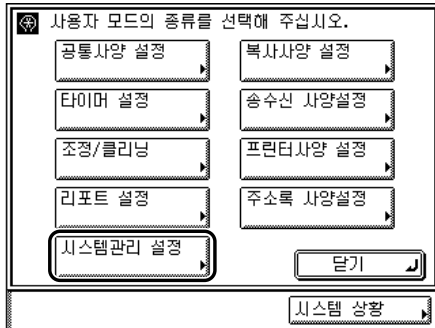 사용자 모드의 종류를 선택해 주십시오.
공통사양 설정
복사사양 설정
타이머 설정
송수신 사양설정
조정/클리닝
프린터사양 설정
리포트 설정
주소록 사양설정
시스템관리 설정
닫기
시스템 상황